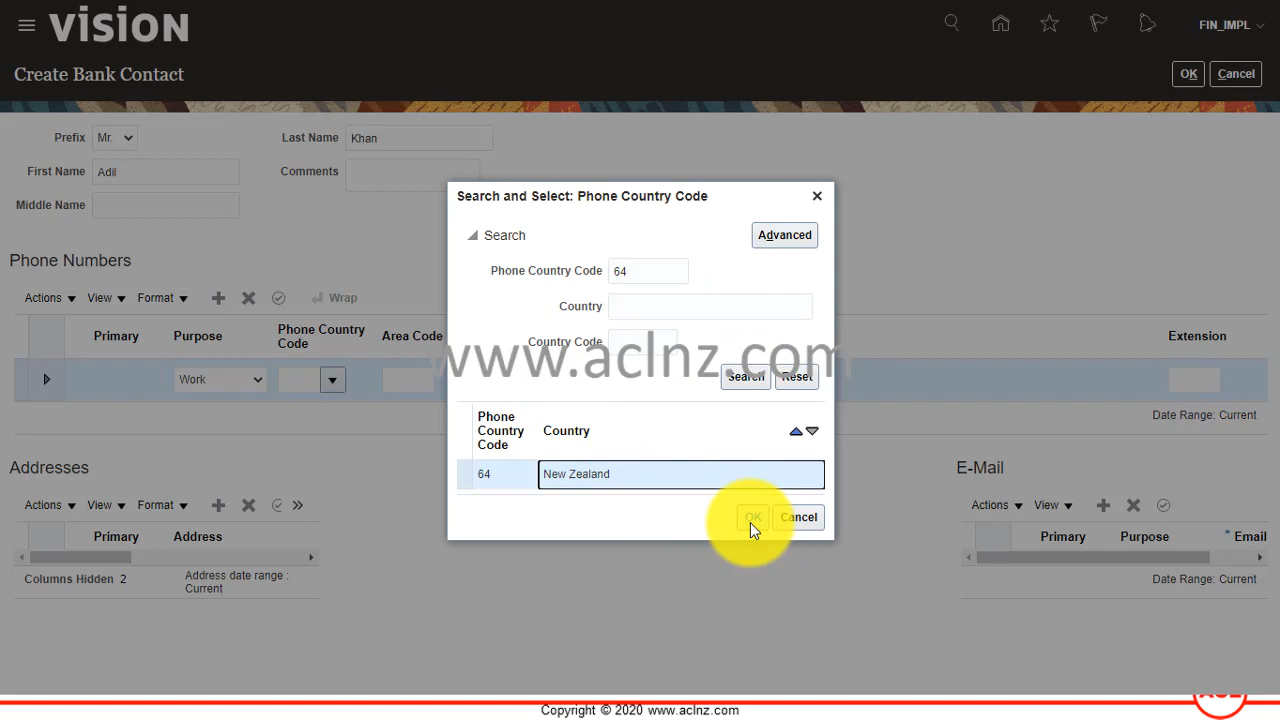 vision
FIN_IMPL
Create Bank Contact
OK
Cancel
Prefix Mr. Last Name Khan
First Name Adil Comments
Middle Name
Search and Select: Phone Country Code
Search
Advanced
Phone Country Code 64
Country
Country Code
www.aclnz.com
Search Reset
Phone Country Code Country
64 New Zealand
OK Cancel
Phone Numbers
Actions View Format Wrap
Primary Purpose Phone Country Code Area Code Extension
Work
Date Range: Current
Addresses
Actions View Format
Primary Address
Columns Hidden 2 Address date range :
Current
E-Mail
Actions View
Primary Purpose * Email
Date Range: Current
Copyright © 2020 www.aclnz.com